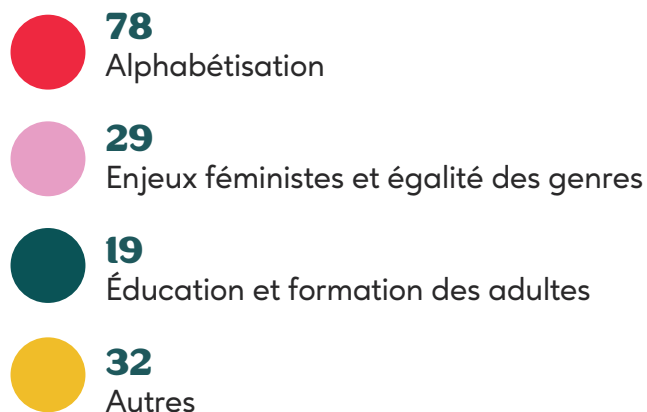 78
Alphabétisation
29
Enjeux féministes et égalité des genres
19
Éducation et formation des adultes
32
Autres